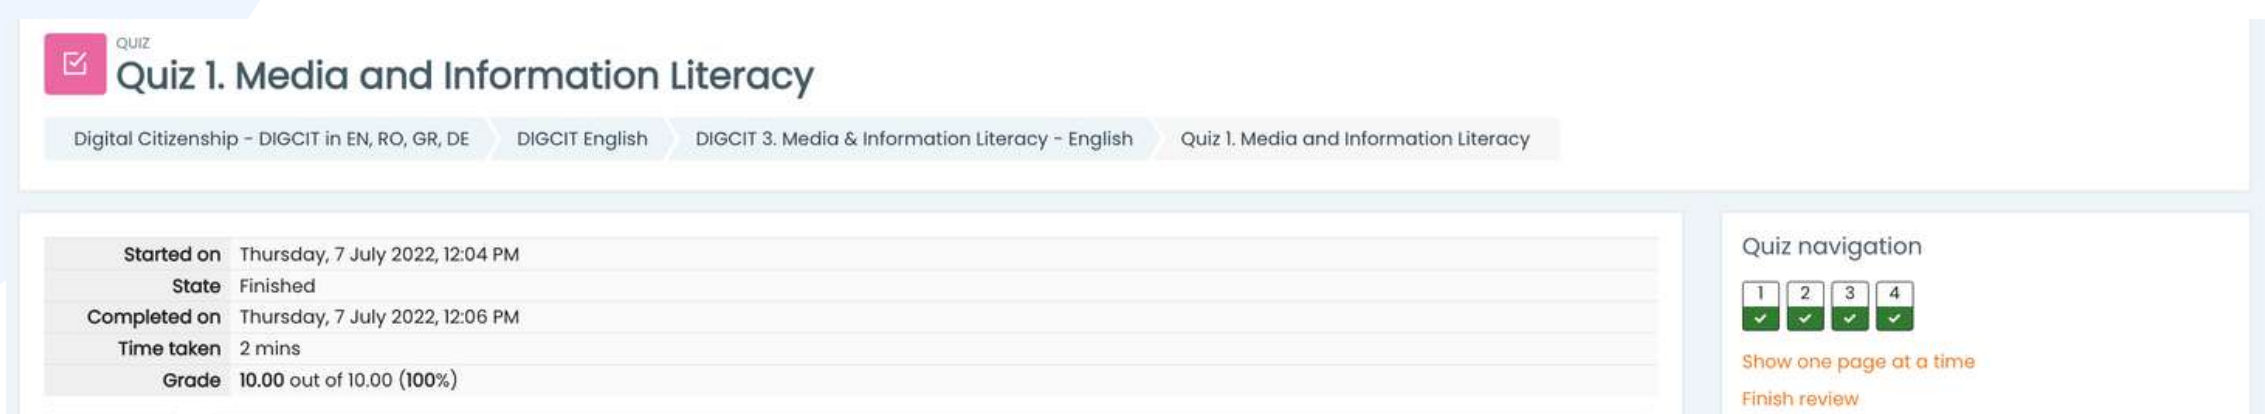 QUIZ
Quiz 1. Media and Information Literacy
Digital Citizenship - DIGCIT in EN, RO, GR, DE DIGCIT English DIGCIT 3. Media & Information Literacy - English Quiz 1. Media and Information Literacy
Started on Thursday, 7 July 2022, 12:04 PM
State Finished
Completed on Thursday, 7 July 2022, 12:06 PM
Time taken 2 mins
Grade 10.00 out of 10.00 (100%)
Quiz navigation
1 2 3 4
Show one page at a time
Finish review